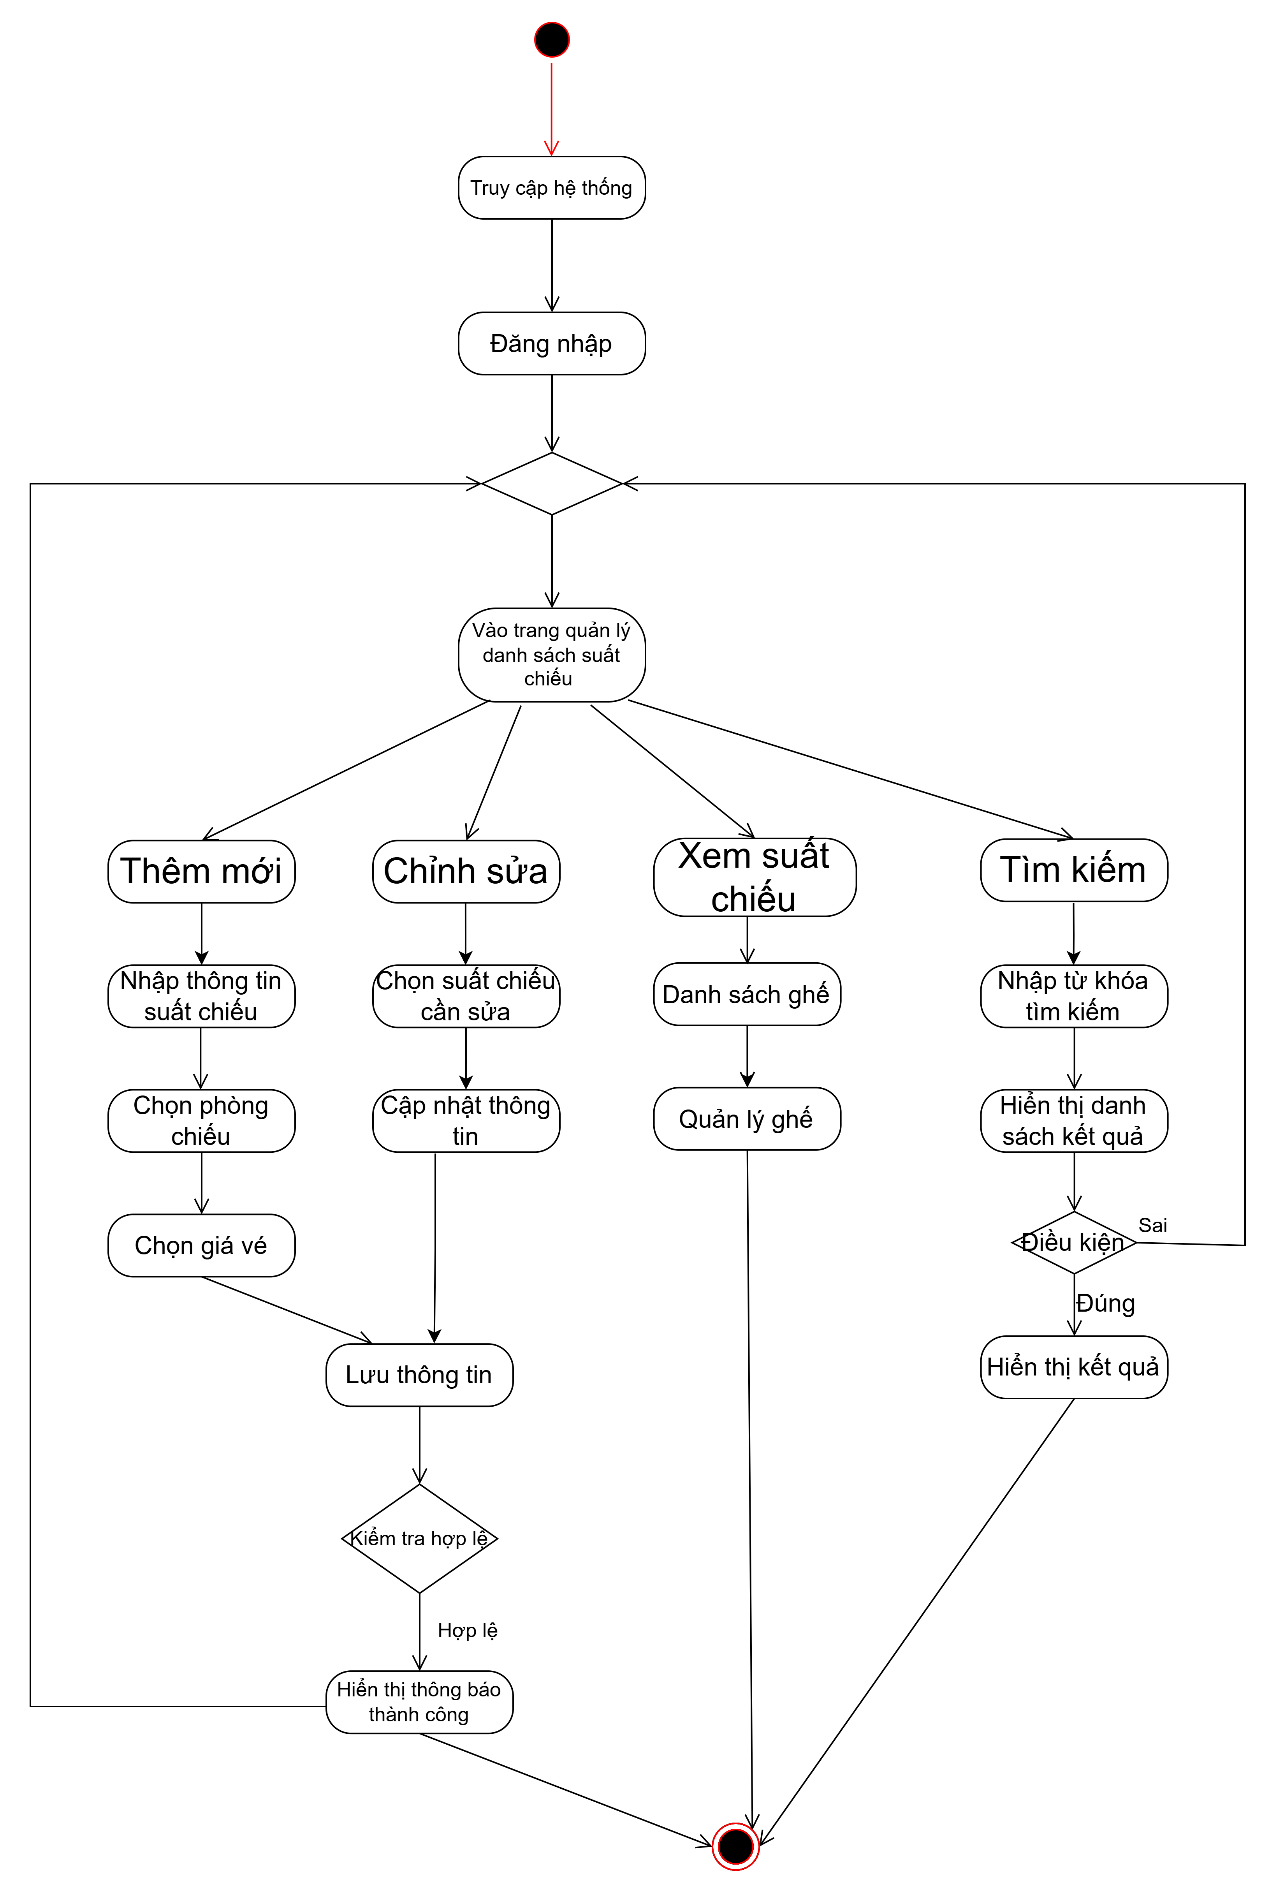 Truy cập hệ thống
Đăng nhập
Vào trang quản lý
danh sách suất
chiếu
Thêm mới
Chỉnh sửa
Xem suất
chiếu
Tìm kiếm
Nhập thông tin
suất chiếu
Chọn suất chiếu
cần sửa
Danh sách ghế
Nhập từ khóa
tìm kiếm
Chọn phòng
chiếu
Cập nhật thông
tin
Quản lý ghế
Hiển thị danh
sách kết quả
Chọn giá vé
Điều kiện
Sai
Đúng
Lưu thông tin
Hiển thị kết quả
Kiểm tra hợp lệ
Hợp lệ
Hiển thị thông báo
thành công